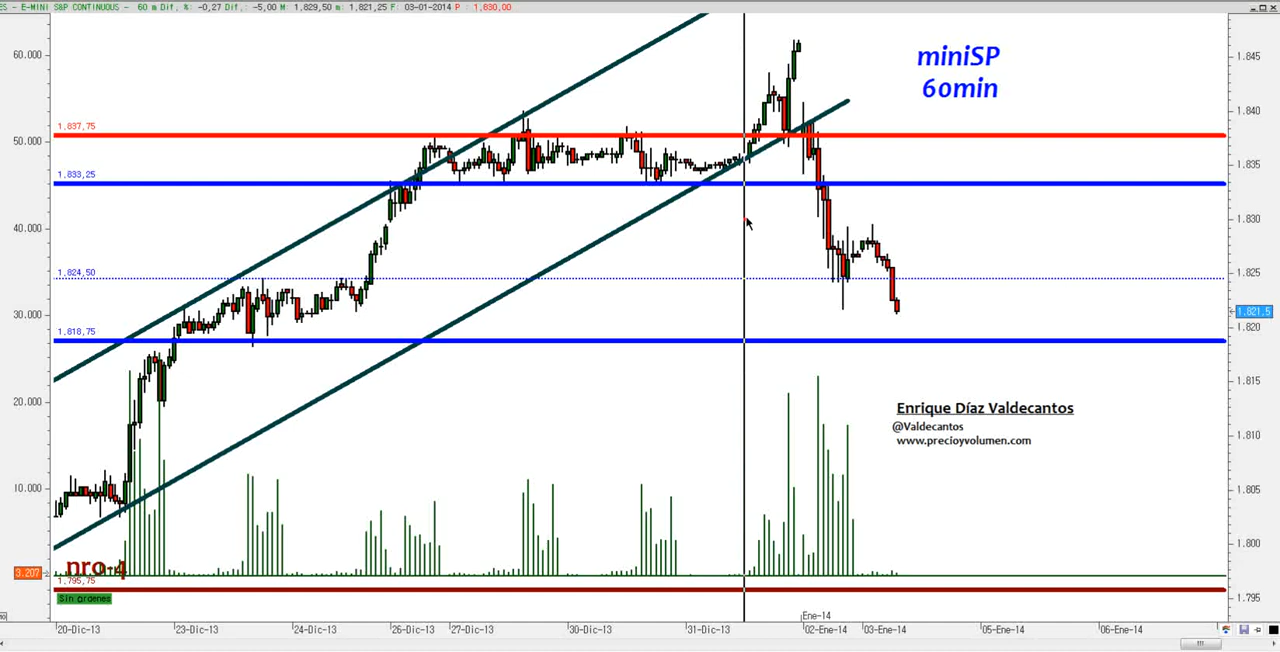 ES - E-MINI S&P CONTINUOUS - 60 m Dif, %: -0,27 Dif,: -5,00 M: 1,829,50 m: 1,821,25 F: 03-01-2014 P : 1,830,00
miniSP
60min
60.000
50.000
40.000
30.000
20.000
10.000
3.207
1,837,75
1,833,25
1,824,50
1,818,75
nro-4
1,795,75
Sin órdenes
Enrique Díaz Valdecantos
@Valdecantos
www.precioyvolumen.com
1.845
1.840
1.835
1.830
1.825
1.821,5
1.820
1.815
1.810
1.805
1.800
1.795
Ene-14
20-Dic-13 23-Dic-13 24-Dic-13 26-Dic-13 27-Dic-13 30-Dic-13 31-Dic-13 02-Ene-14 03-Ene-14 05-Ene-14 06-Ene-14